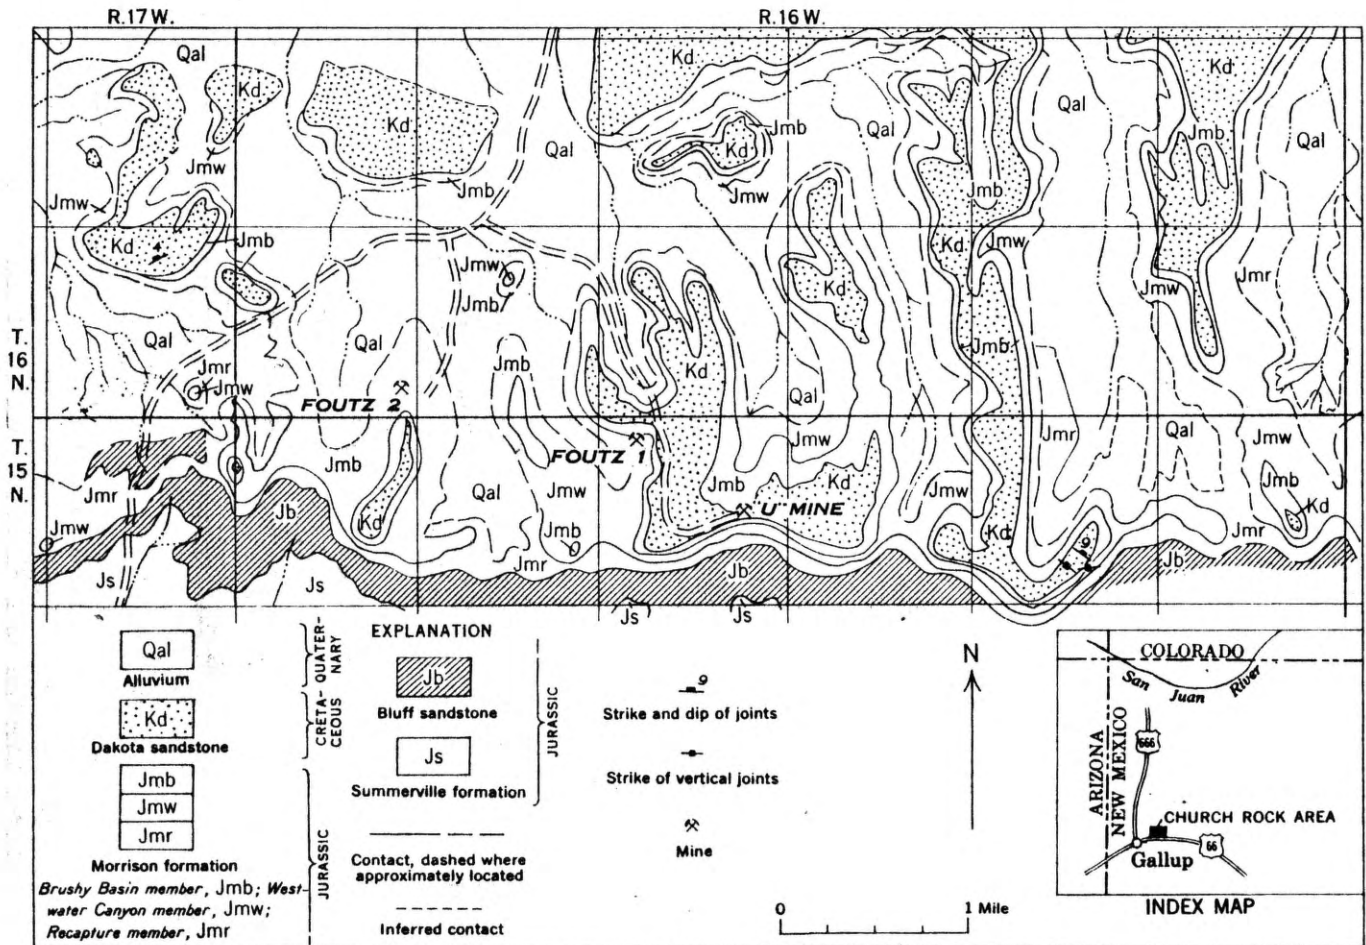 R.17 W.
R.16 W.
Qal
Kd
Kd
Qal
Kd
Kd
Kd
Jmb
Qal
Qal
Kd
Jmb
Jmw
Jmb
Jmw
Jmb
Jmw
Kd
Jmb
Jmw
Jmb
Kd
Kd
Jmw
Jmw
Jmr
T.
16
N.
Qal
Jmr
Jmw
Qal
Jmb
Kd
Jmb
Qal
FOUTZ 2
T.
15
N.
Jmb
FOUTZ 1
Jmw
Jmr
Qal
Jmw
Jmr
Qal
Jmw
Jmb
Kd
Jmw
Jmb
Kd
Jmw
Jb
Kd
"U" MINE
Kd
9
Jmb
Jmr
Jmr
Js
Js
Jb
Jb
Js
Js
EXPLANATION
Qal
Alluvium
QUATER-
NARY
Kd
Dakota sandstone
CRETA-
CEOUS
Jmb
Jmw
Jmr
Morrison formation
Brushy Basin member, Jmb; West-
water Canyon member, Jmw;
Recapture member, Jmr
JURASSIC
Jb
Bluff sandstone
Js
Summerville formation
JURASSIC
Contact, dashed where
approximately located
Inferred contact
9
Strike and dip of joints
Strike of vertical joints
Mine
N
0
1 Mile
COLORADO
San Juan River
ARIZONA
NEW MEXICO
666
CHURCH ROCK AREA
66
Gallup
INDEX MAP